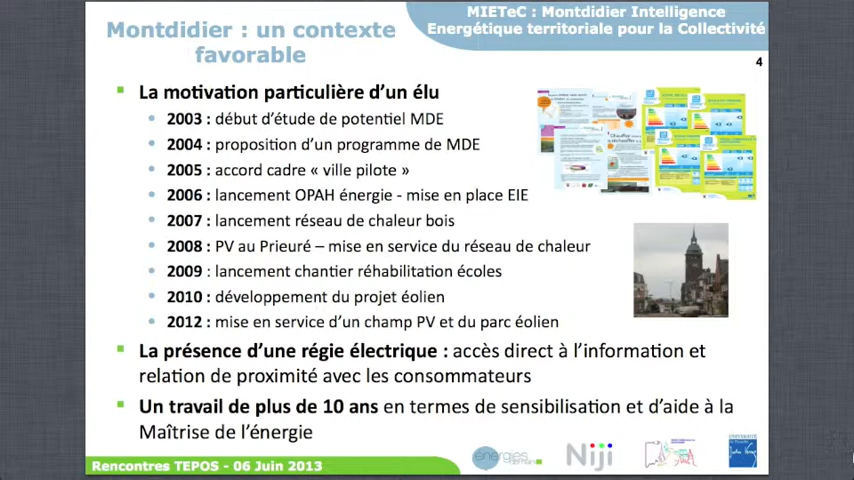 MIETeC : Montdidier Intelligence
Energétique territoriale pour la Collectivité
Montdidier : un contexte
favorable
4
La motivation particulière d'un élu
2003 : début d'étude de potentiel MDE
2004 : proposition d'un programme de MDE
2005 : accord cadre « ville pilote »
2006 : lancement OPAH énergie - mise en place EIE
2007 : lancement réseau de chaleur bois
2008 : PV au Prieuré – mise en service du réseau de chaleur
2009 : lancement chantier réhabilitation écoles
2010 : développement du projet éolien
2012 : mise en service d'un champ PV et du parc éolien
La présence d'une régie électrique : accès direct à l'information et
relation de proximité avec les consommateurs
Un travail de plus de 10 ans en termes de sensibilisation et d'aide à la
Maîtrise de l'énergie
Rencontres TEPOS - 06 Juin 2013
énergies
demain
Niji